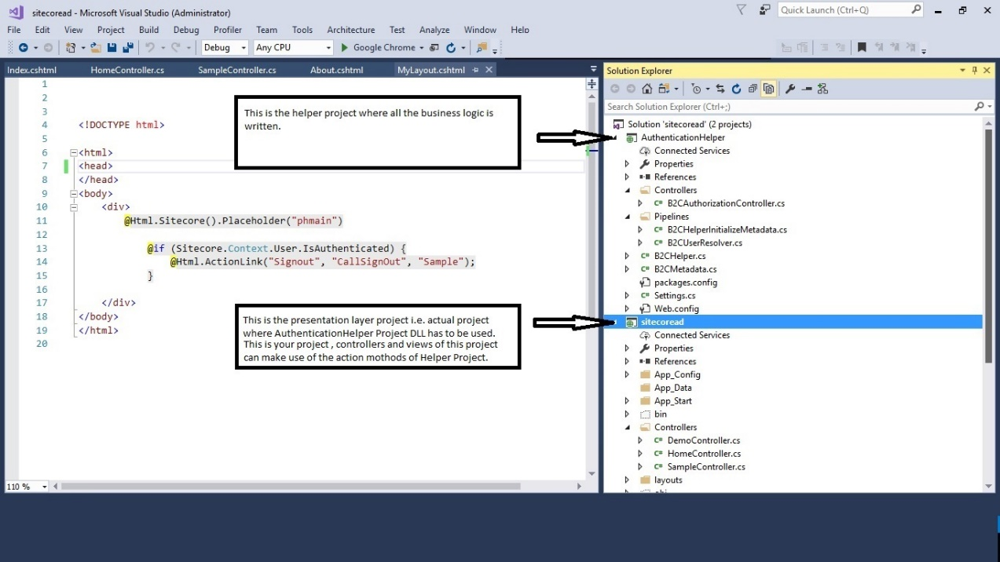 sitecoread - Microsoft Visual Studio (Administrator)
Quick Launch (Ctrl+Q)
File Edit View Project Build Debug Profiler Team Tools Architecture Test Analyze Window Help
Debug Any CPU Google Chrome
Index.cshtml HomeController.cs SampleController.cs About.cshtml MyLayout.cshtml
1
2
3
4 <!DOCTYPE html>
5
6 <html>
7 <head>
8 </head>
9 <body>
10 <div>
11 @Html.Sitecore().Placeholder("phmain")
12
13 @if (Sitecore.Context.User.IsAuthenticated) {
14 @Html.ActionLink("Signout", "CallSignOut", "Sample");
15 }
16
17 </div>
18 </body>
19 </html>
20
This is the helper project where all the business logic is
written.
This is the presentation layer project i.e. actual project
where AuthenticationHelper Project DLL has to be used.
This is your project , controllers and views of this project
can make use of the action mothods of Helper Project.
110 %
Solution Explorer
Search Solution Explorer (Ctrl+;)
Solution 'sitecoread' (2 projects)
AuthenticationHelper
Connected Services
Properties
References
Controllers
C# B2CAuthorizationController.cs
Pipelines
C# B2CHelperInitializeMetadata.cs
C# B2CUserResolver.cs
C# B2CHelper.cs
C# B2CMetadata.cs
packages.config
C# Settings.cs
Web.config
sitecoread
Connected Services
Properties
References
App_Config
App_Data
App_Start
bin
Controllers
C# DemoController.cs
C# HomeController.cs
C# SampleController.cs
layouts